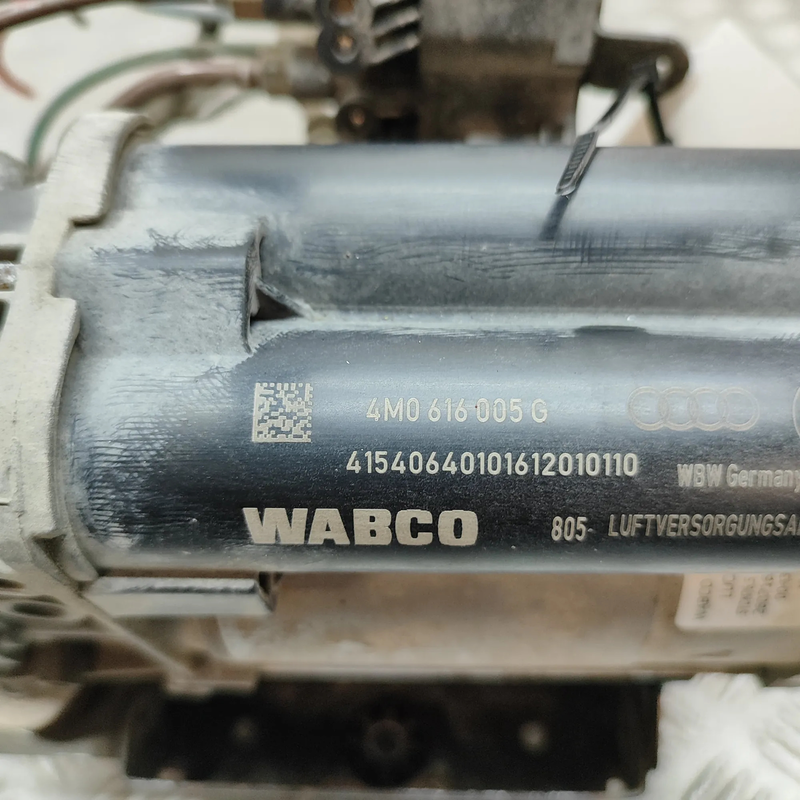 4M0 616 005 G
41540640101612010110
WBW Germany
WABCO
805- LUFTVERSORGUNGSA